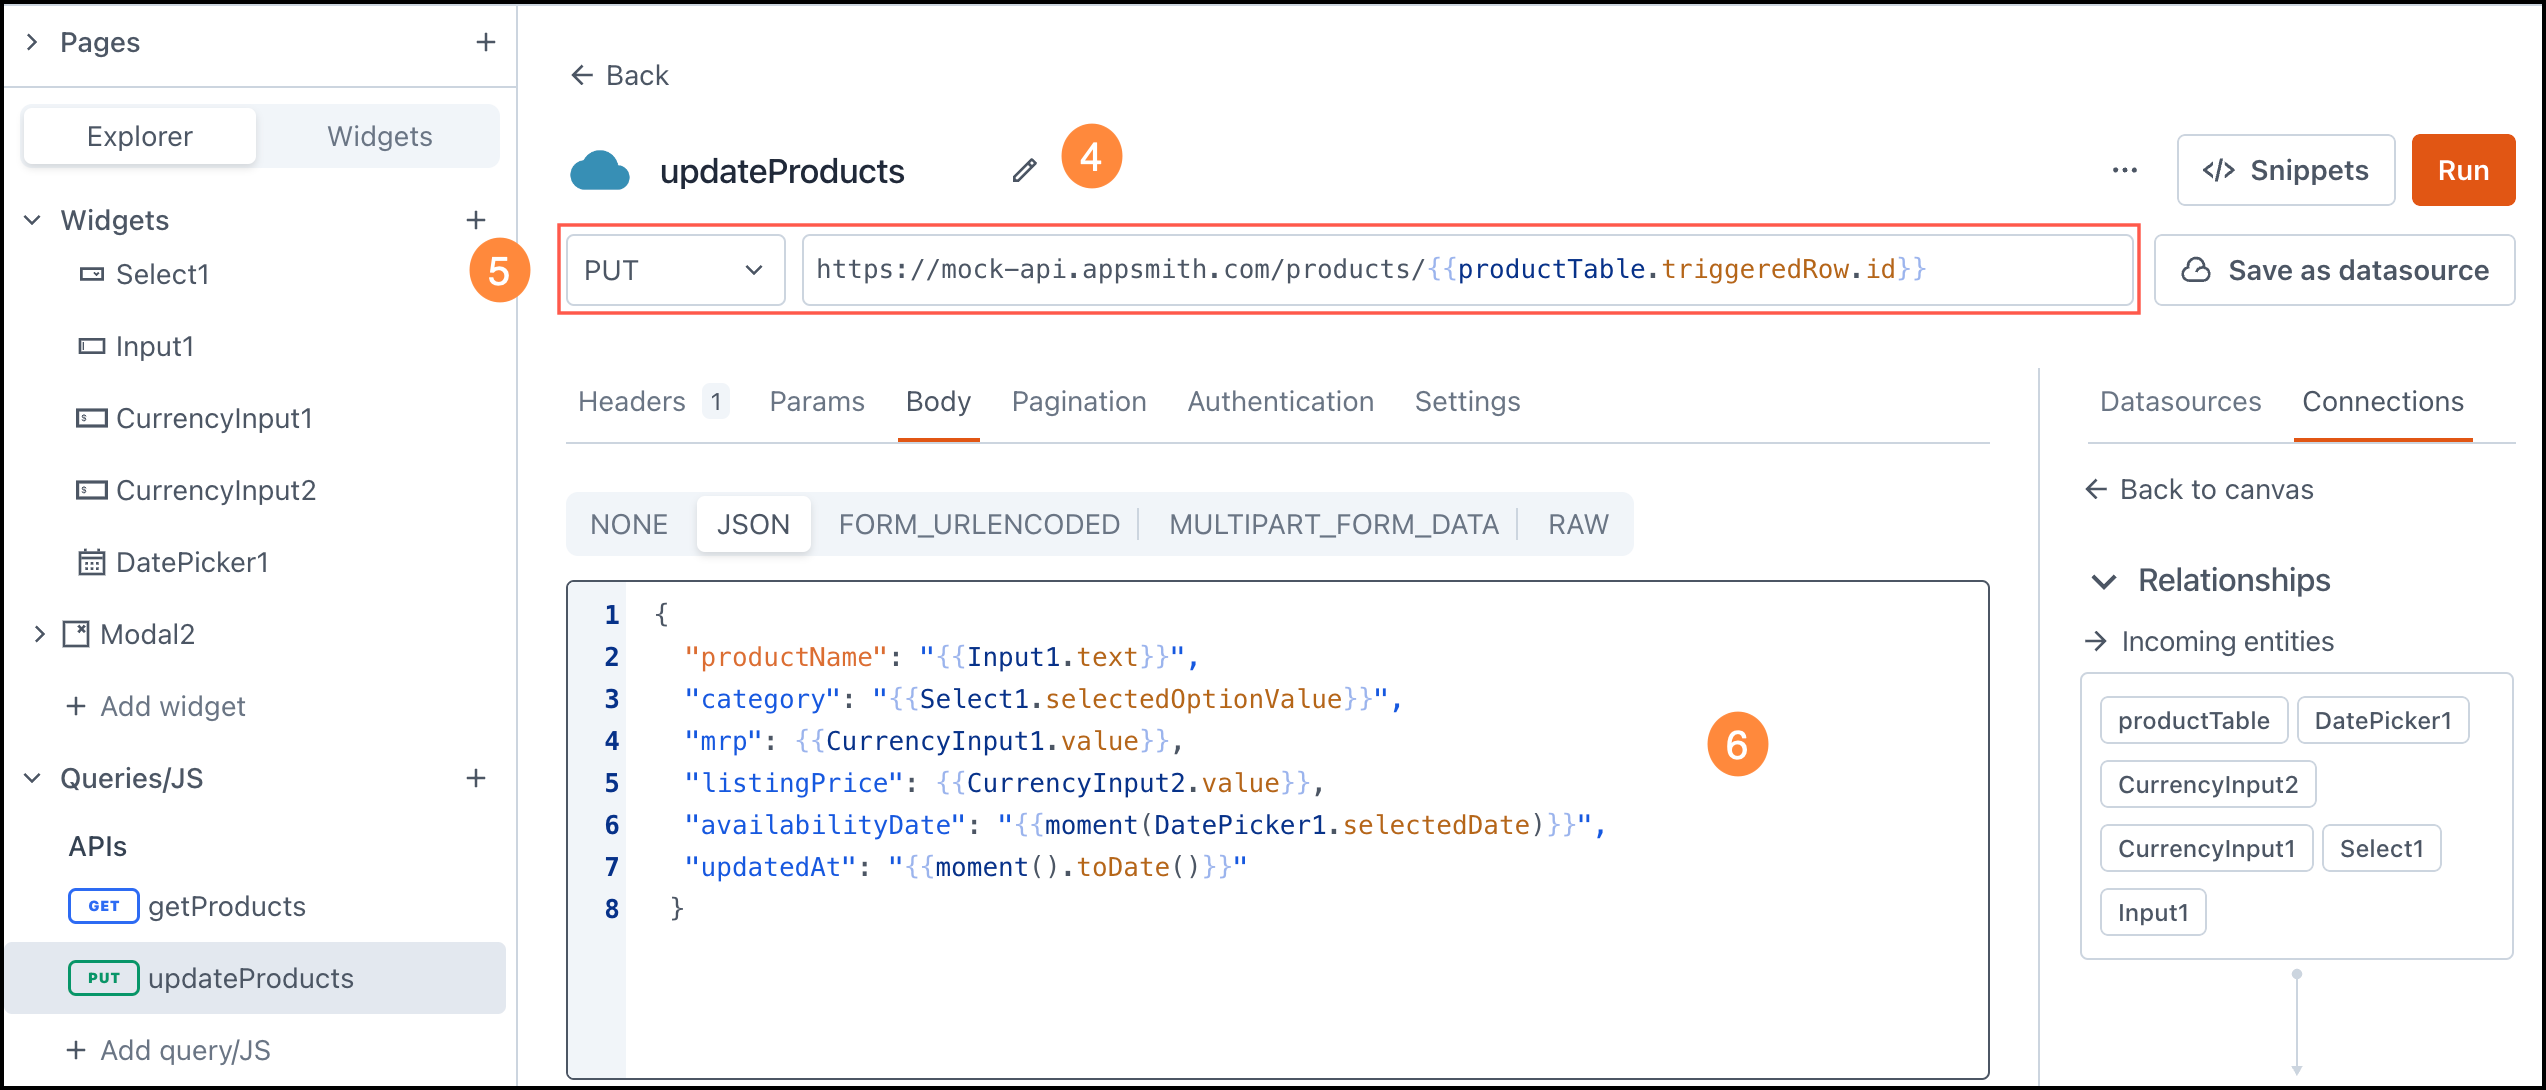 Pages
Explorer
Widgets
Widgets
Select1
Input1
CurrencyInput1
CurrencyInput2
DatePicker1
Modal2
Add widget
Queries/JS
APIs
GET getProducts
PUT updateProducts
Add query/JS
Back
updateProducts
4
Snippets
Run
5
PUT
https://mock-api.appsmith.com/products/{{productTable.triggeredRow.id}}
Save as datasource
Headers 1 Params Body Pagination Authentication Settings
NONE JSON FORM_URLENCODED MULTIPART_FORM_DATA RAW
1 {
2 "productName": "{{Input1.text}}",
3 "category": "{{Select1.selectedOptionValue}}",
4 "mrp": {{CurrencyInput1.value}},
5 "listingPrice": {{CurrencyInput2.value}},
6 "availabilityDate": "{{moment(DatePicker1.selectedDate)}}",
7 "updatedAt": "{{moment().toDate()}}"
8 }
6
Datasources Connections
Back to canvas
Relationships
Incoming entities
productTable DatePicker1
CurrencyInput2
CurrencyInput1 Select1
Input1